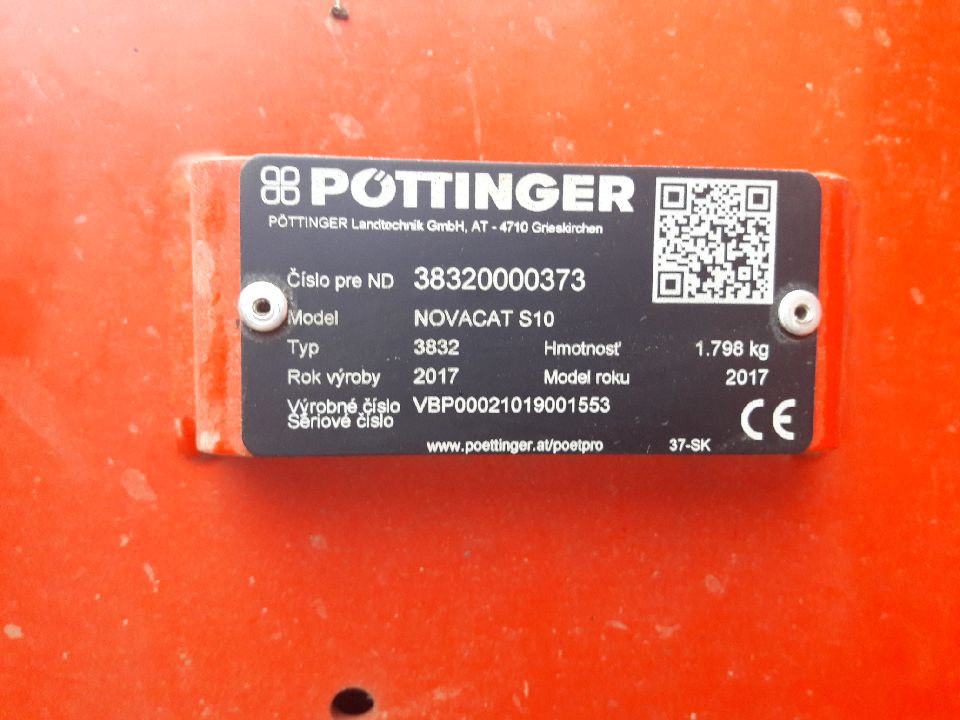 PÖTTINGER
PÖTTINGER Landtechnik GmbH, AT - 4710 Grieskirchen
Číslo pre ND 38320000373
Model NOVACAT S10
Typ 3832 Hmotnosť 1.798 kg
Rok výroby 2017 Model roku 2017
Výrobné číslo VBP00021019001553
Sériové číslo
CE
www.poettinger.at/poetpro 37-SK